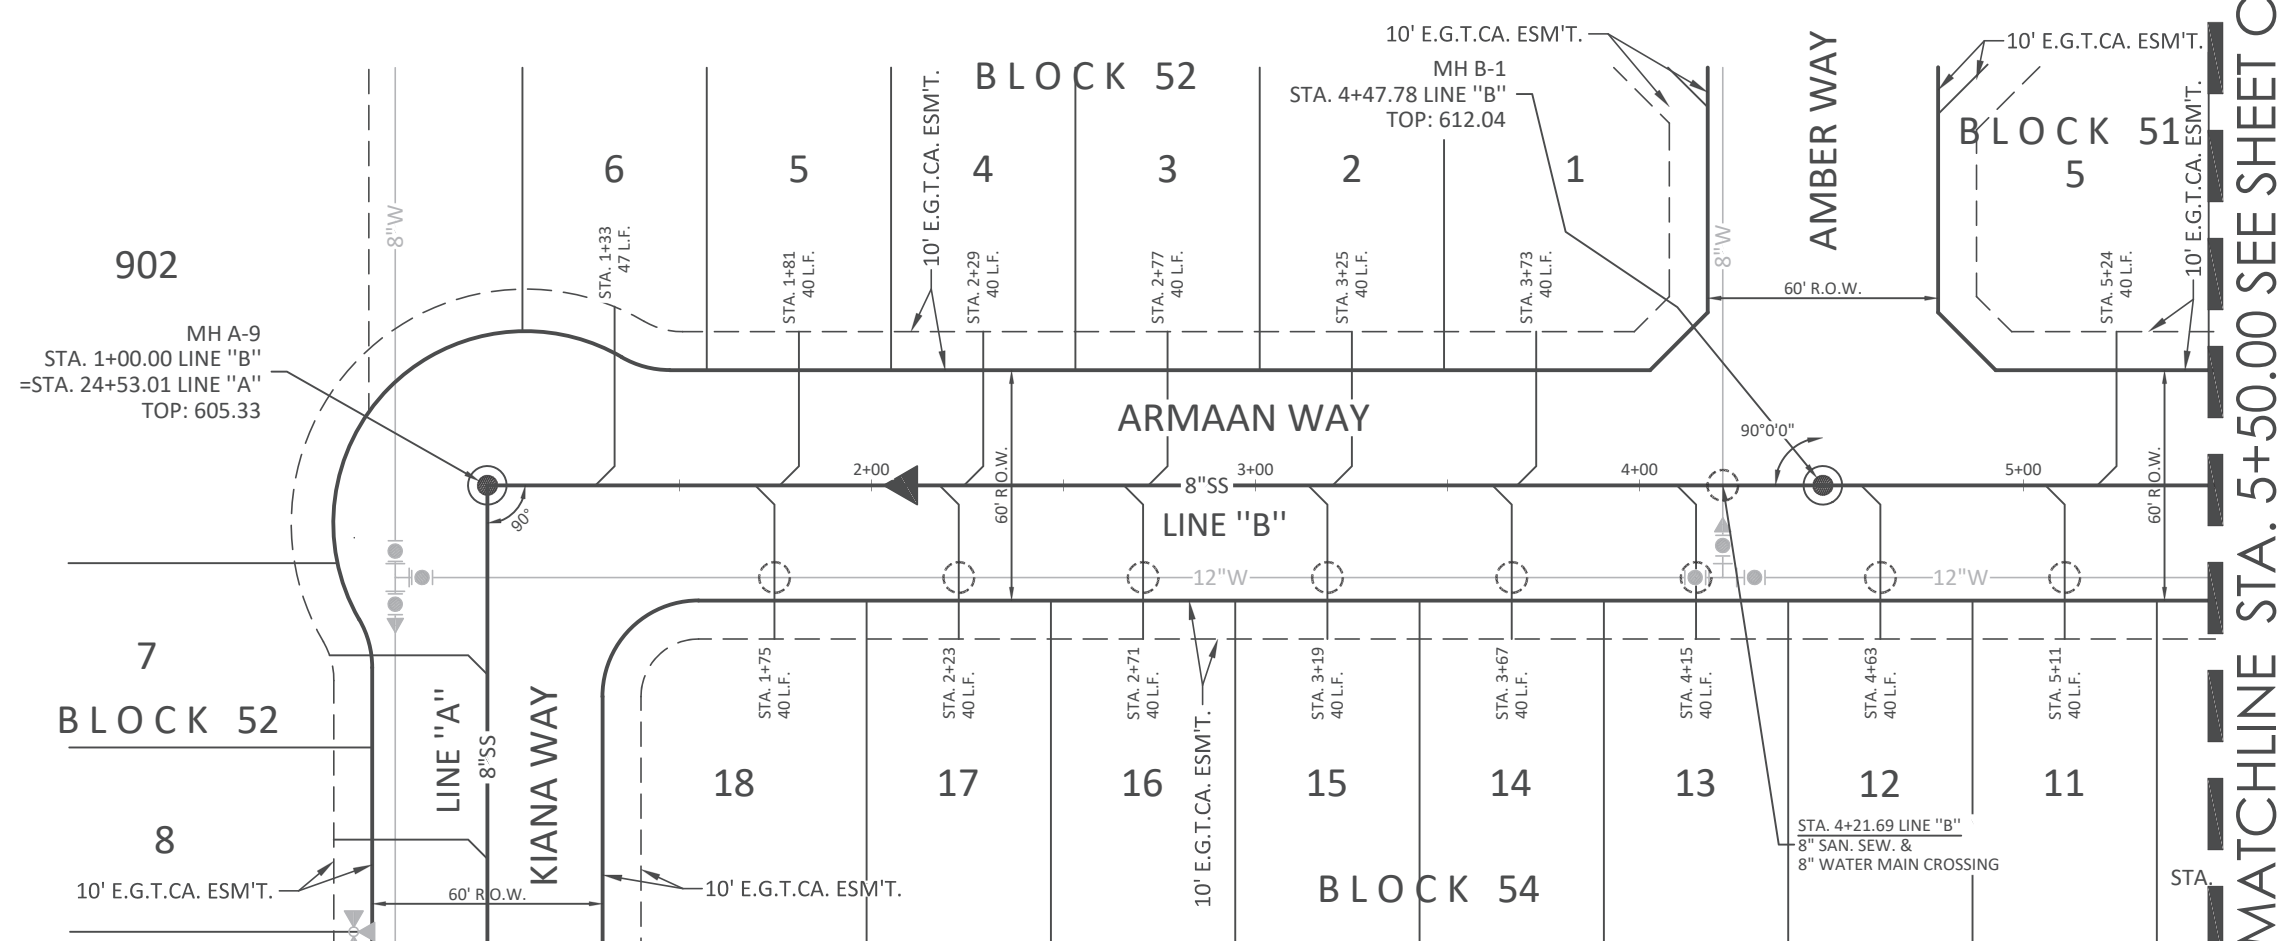 10' E.G.T.CA. ESM'T.
MH B-1
STA. 4+47.78 LINE "B"
TOP: 612.04
BLOCK 52
10' E.G.T.CA. ESM'T.
AMBER WAY
10' E.G.T.CA. ESM'T.
BLOCK 51
5
10' E.G.T.CA. ESM'T.
6
5
4
3
2
1
8"W
8"W
902
STA. 1+33
47 L.F.
STA. 1+81
40 L.F.
STA. 2+29
40 L.F.
STA. 2+77
40 L.F.
STA. 3+25
40 L.F.
STA. 3+73
40 L.F.
STA. 5+24
40 L.F.
60' R.O.W.
MH A-9
STA. 1+00.00 LINE "B"
=STA. 24+53.01 LINE "A"
TOP: 605.33
ARMAAN WAY
90°0'0"
2+00
3+00
4+00
5+00
60' R.O.W.
60' R.O.W.
8"SS
LINE "B"
90°
12"W
12"W
7
BLOCK 52
8
10' E.G.T.CA. ESM'T.
LINE "A"
8"SS
KIANA WAY
60' R.O.W.
10' E.G.T.CA. ESM'T.
STA. 1+75
40 L.F.
STA. 2+23
40 L.F.
STA. 2+71
40 L.F.
STA. 3+19
40 L.F.
STA. 3+67
40 L.F.
STA. 4+15
40 L.F.
STA. 4+63
40 L.F.
STA. 5+11
40 L.F.
10' E.G.T.CA. ESM'T.
18
17
16
15
14
13
12
11
STA. 4+21.69 LINE "B"
8" SAN. SEW. &
8" WATER MAIN CROSSING
BLOCK 54
STA.
MATCHLINE STA. 5+50.00 SEE SHEET C